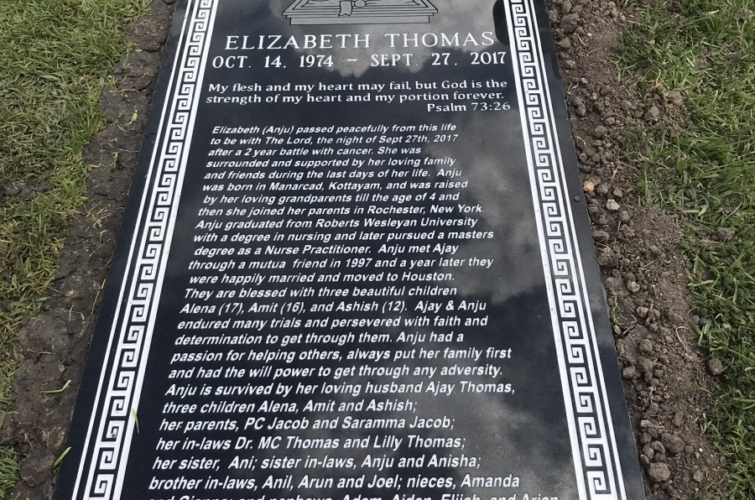 ELIZABETH THOMAS
OCT. 14, 1974 ~ SEPT. 27, 2017
My flesh and my heart may fail, but God is the
strength of my heart and my portion forever.
Psalm 73:26
Elizabeth (Anju) passed peacefully from this life
to be with The Lord, the night of Sept 27th, 2017
after a 2 year battle with cancer. She was
surrounded and supported by her loving family
and friends during the last days of her life. Anju
was born in Manarcad, Kottayam, and was raised
by her loving grandparents till the age of 4 and
then she joined her parents in Rochester, New York.
Anju graduated from Roberts Wesleyan University
with a degree in nursing and later pursued a masters
degree as a Nurse Practitioner. Anju met Ajay
through a mutua friend in 1997 and a year later they
were happily married and moved to Houston.
They are blessed with three beautiful children
Alena (17), Amit (16), and Ashish (12). Ajay & Anju
endured many trials and persevered with faith and
determination to get through them. Anju had a
passion for helping others, always put her family first
and had the will power to get through any adversity.
Anju is survived by her loving husband Ajay Thomas,
three children Alena, Amit and Ashish;
her parents, PC Jacob and Saramma Jacob;
her in-laws Dr. MC Thomas and Lilly Thomas;
her sister, Ani; sister in-laws, Anju and Anisha;
brother in-laws, Anil, Arun and Joel; nieces, Amanda
and nephews, Adam, Aidan, Elijah, and